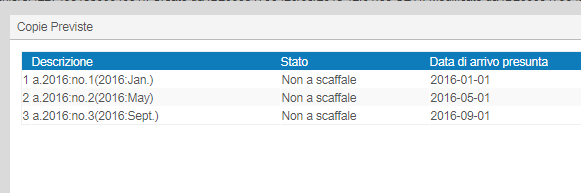 Copie Previste
Descrizione Stato Data di arrivo presunta
1 a.2016:no.1(2016:Jan.) Non a scaffale 2016-01-01
2 a.2016:no.2(2016:May) Non a scaffale 2016-05-01
3 a.2016:no.3(2016:Sept.) Non a scaffale 2016-09-01